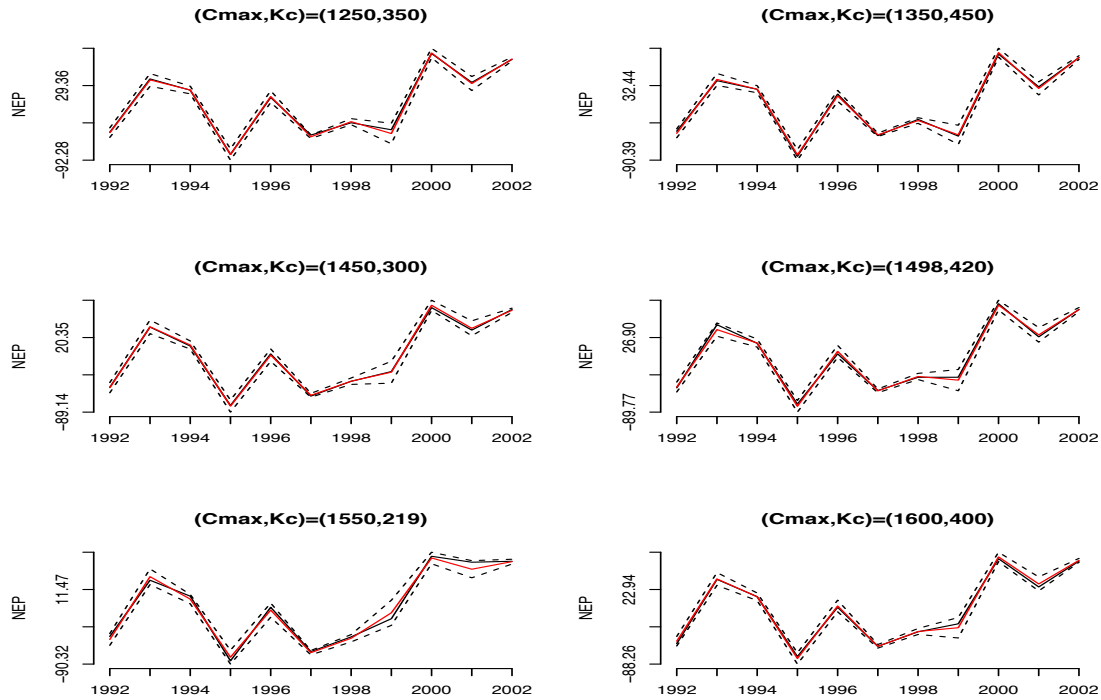 (Cmax,Kc)=(1250,350)
NEP
29.36
−92.28
1992 1994 1996 1998 2000 2002
(Cmax,Kc)=(1350,450)
NEP
32.44
−90.39
1992 1994 1996 1998 2000 2002
(Cmax,Kc)=(1450,300)
NEP
20.35
−89.14
1992 1994 1996 1998 2000 2002
(Cmax,Kc)=(1498,420)
NEP
26.90
−89.77
1992 1994 1996 1998 2000 2002
(Cmax,Kc)=(1550,219)
NEP
11.47
−90.32
1992 1994 1996 1998 2000 2002
(Cmax,Kc)=(1600,400)
NEP
22.94
−88.26
1992 1994 1996 1998 2000 2002